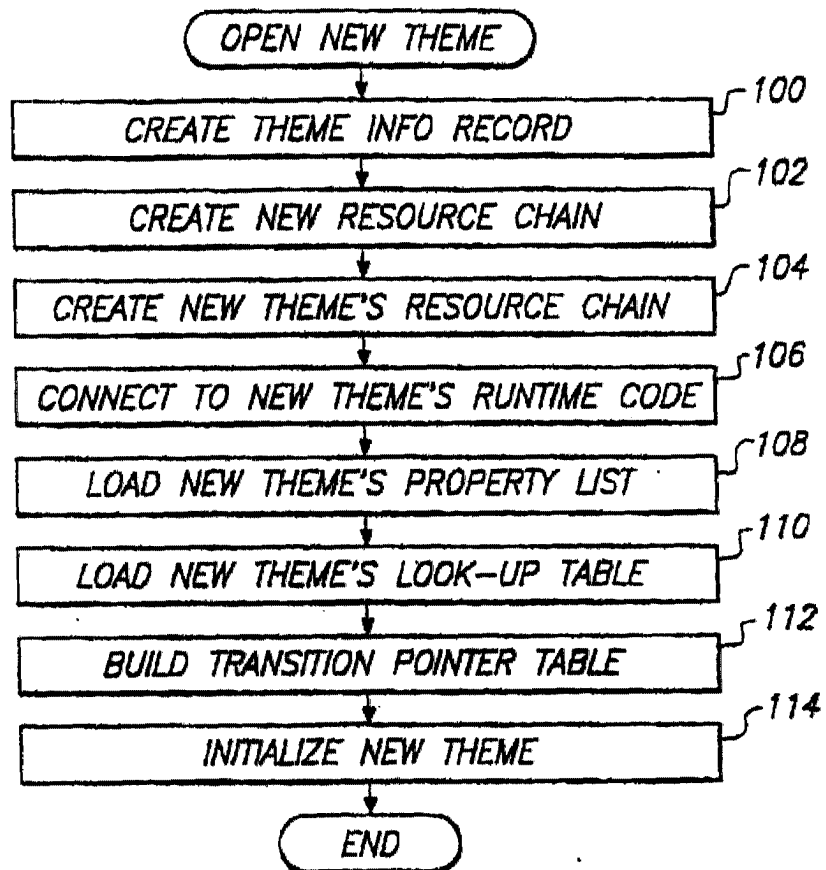 OPEN NEW THEME
100
CREATE THEME INFO RECORD
102
CREATE NEW RESOURCE CHAIN
104
CREATE NEW THEME'S RESOURCE CHAIN
106
CONNECT TO NEW THEME'S RUNTIME CODE
108
LOAD NEW THEME'S PROPERTY LIST
110
LOAD NEW THEME'S LOOK-UP TABLE
112
BUILD TRANSITION POINTER TABLE
114
INITIALIZE NEW THEME
END